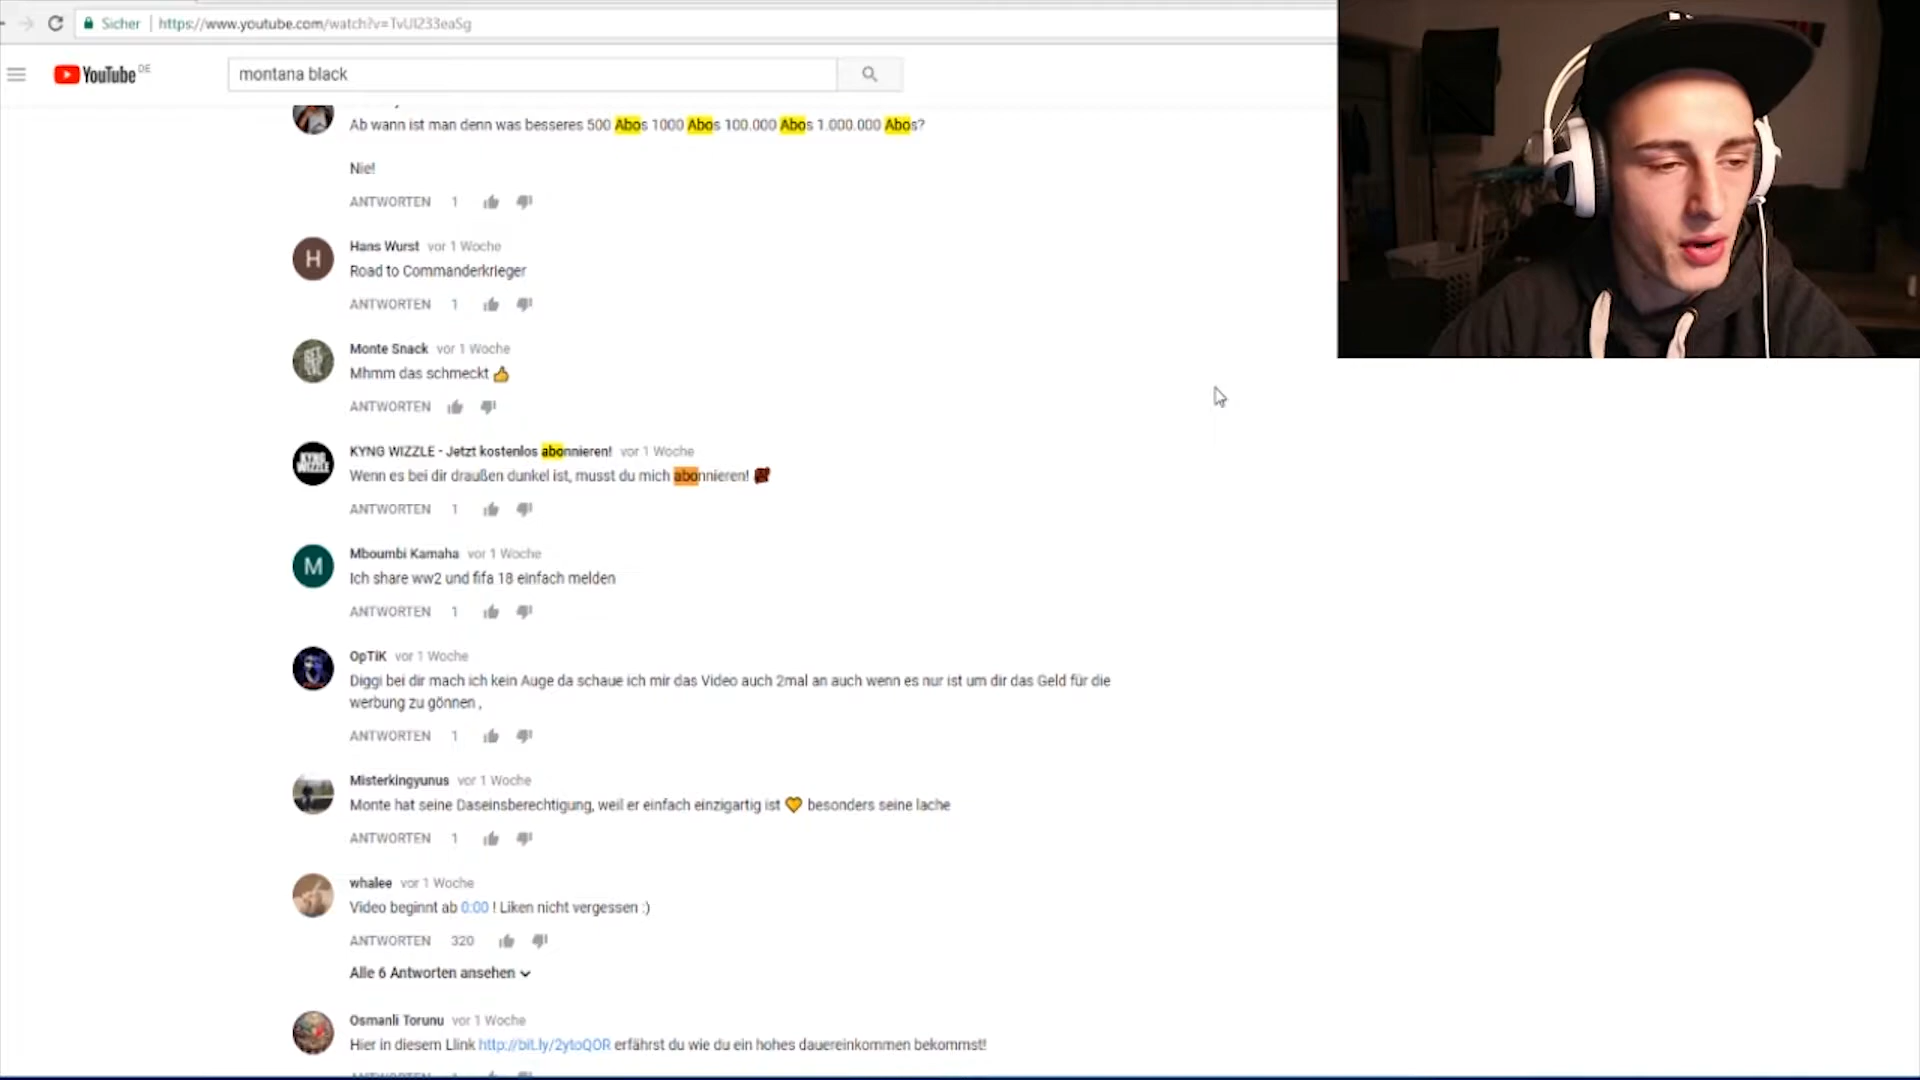 Sicher https://www.youtube.com/watch?v=TvUI233eaSg
YouTube DE
montana black
Ab wann ist man denn was besseres 500 Abos 1000 Abos 100.000 Abos 1.000.000 Abos?
Nie!
ANTWORTEN 1
Hans Wurst vor 1 Woche
Road to Commanderkrieger
ANTWORTEN 1
Monte Snack vor 1 Woche
Mhmm das schmeckt 👍
ANTWORTEN
KYNG WIZZLE
KYNG WIZZLE - Jetzt kostenlos abonnieren! vor 1 Woche
Wenn es bei dir draußen dunkel ist, musst du mich abonnieren!
ANTWORTEN 1
Mboumbi Kamaha vor 1 Woche
Ich share ww2 und fifa 18 einfach melden
ANTWORTEN 1
OpTiK vor 1 Woche
Diggi bei dir mach ich kein Auge da schaue ich mir das Video auch 2mal an auch wenn es nur ist um dir das Geld für die
werbung zu gönnen ,
ANTWORTEN 1
Misterkingyunus vor 1 Woche
Monte hat seine Daseinsberechtigung, weil er einfach einzigartig ist 💛 besonders seine lache
ANTWORTEN 1
whalee vor 1 Woche
Video beginnt ab 0:00 ! Liken nicht vergessen :)
ANTWORTEN 320
Alle 6 Antworten ansehen
Osmanli Torunu vor 1 Woche
Hier in diesem Llink http://bit.ly/2ytoQOR erfährst du wie du ein hohes dauereinkommen bekommst!
ANTWORTEN 1